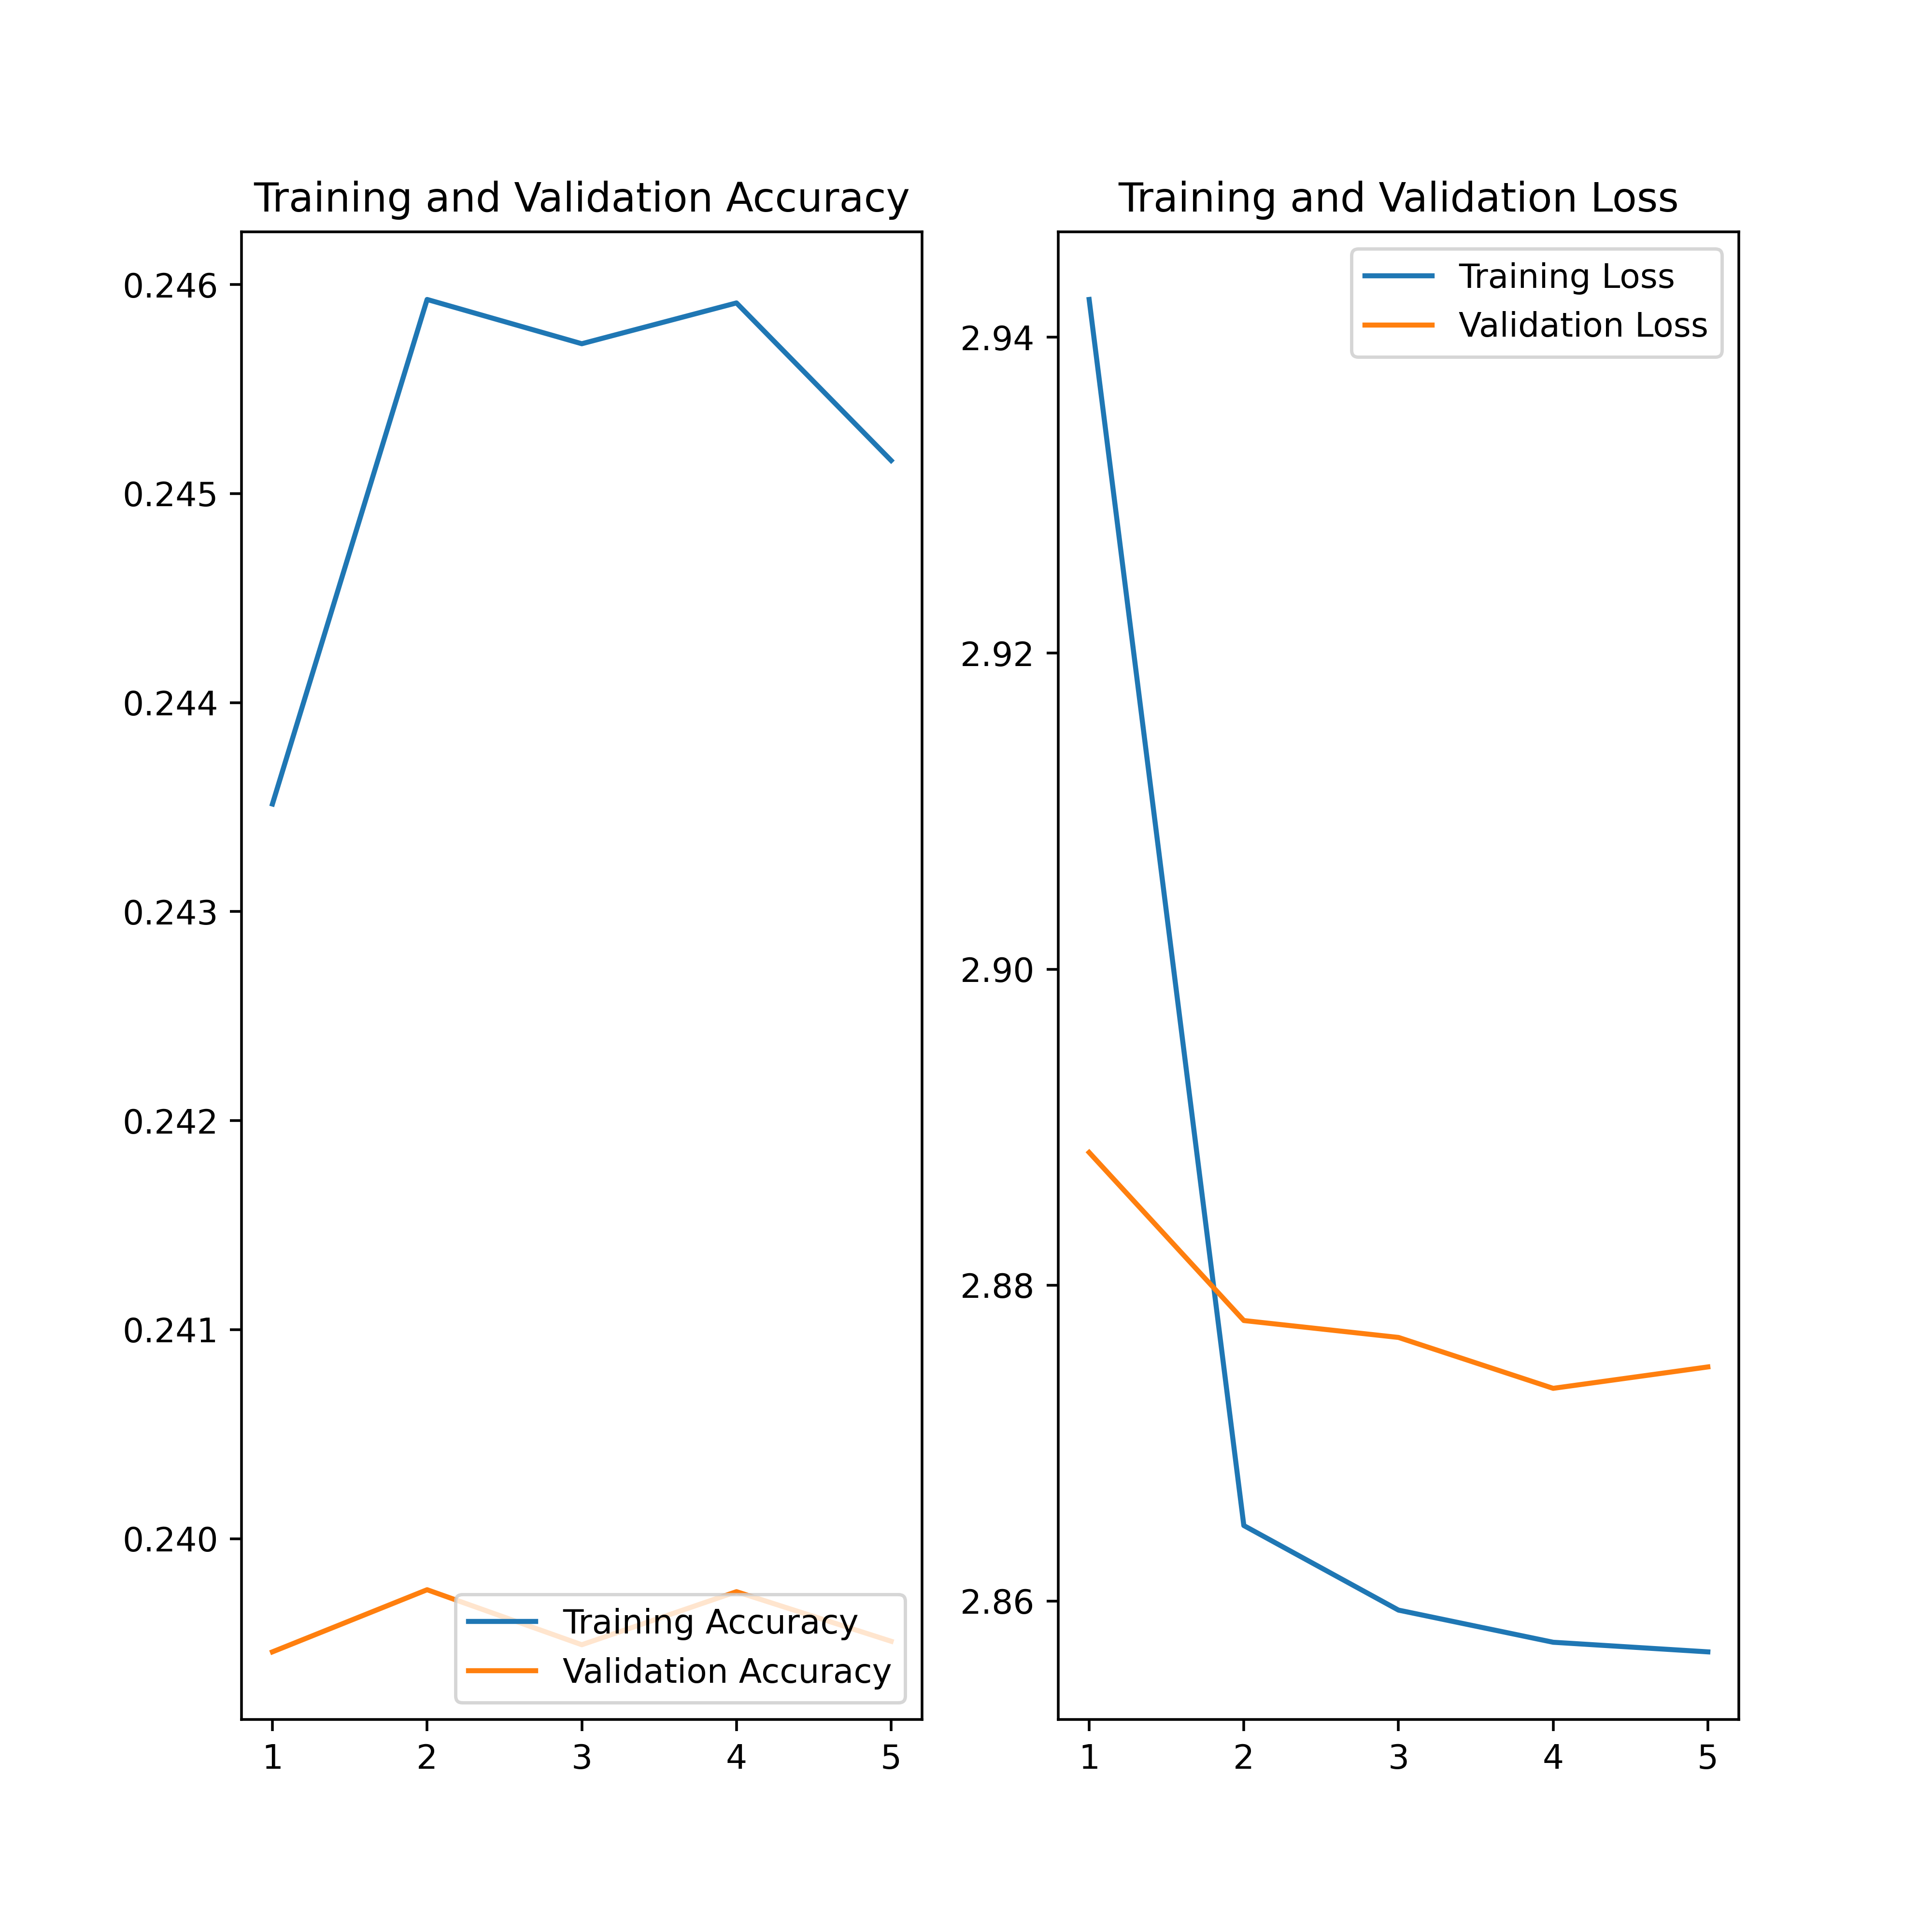 Training and Validation Accuracy
0.246
0.245
0.244
0.243
0.242
0.241
0.240
Training Accuracy
Validation Accuracy
1 2 3 4 5
Training and Validation Loss
Training Loss
Validation Loss
2.94
2.92
2.90
2.88
2.86
1 2 3 4 5